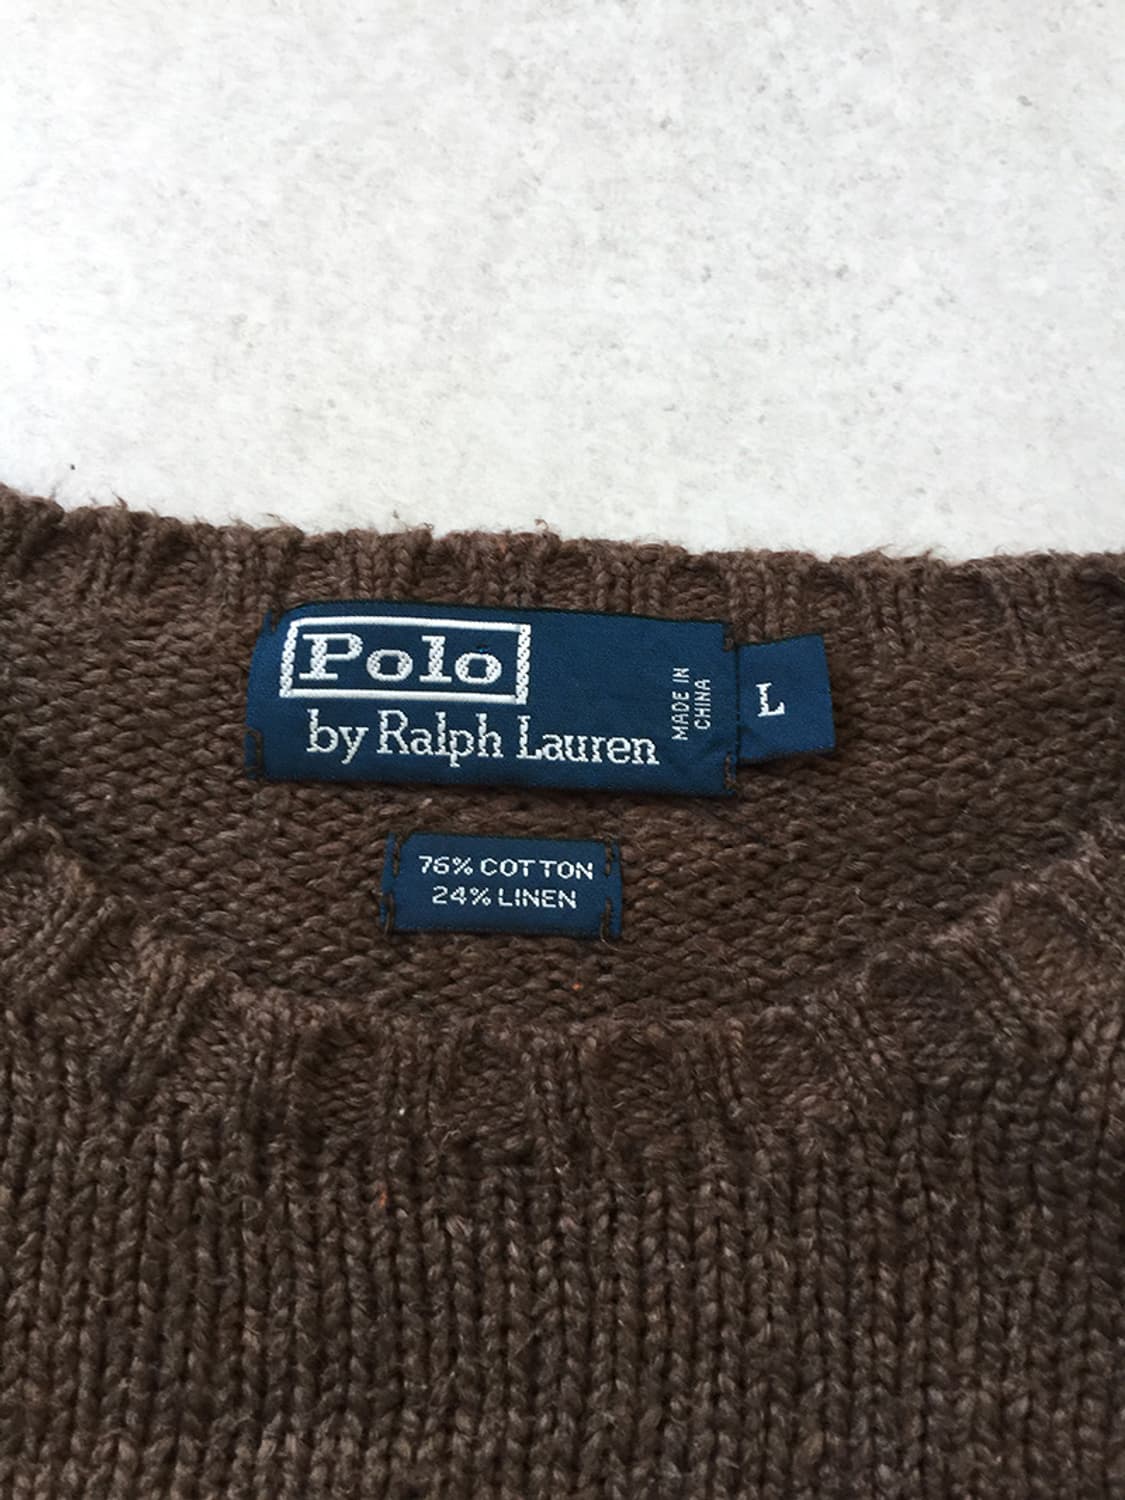 Polo
by Ralph Lauren
MADE IN
CHINA
L
76% COTTON
24% LINEN